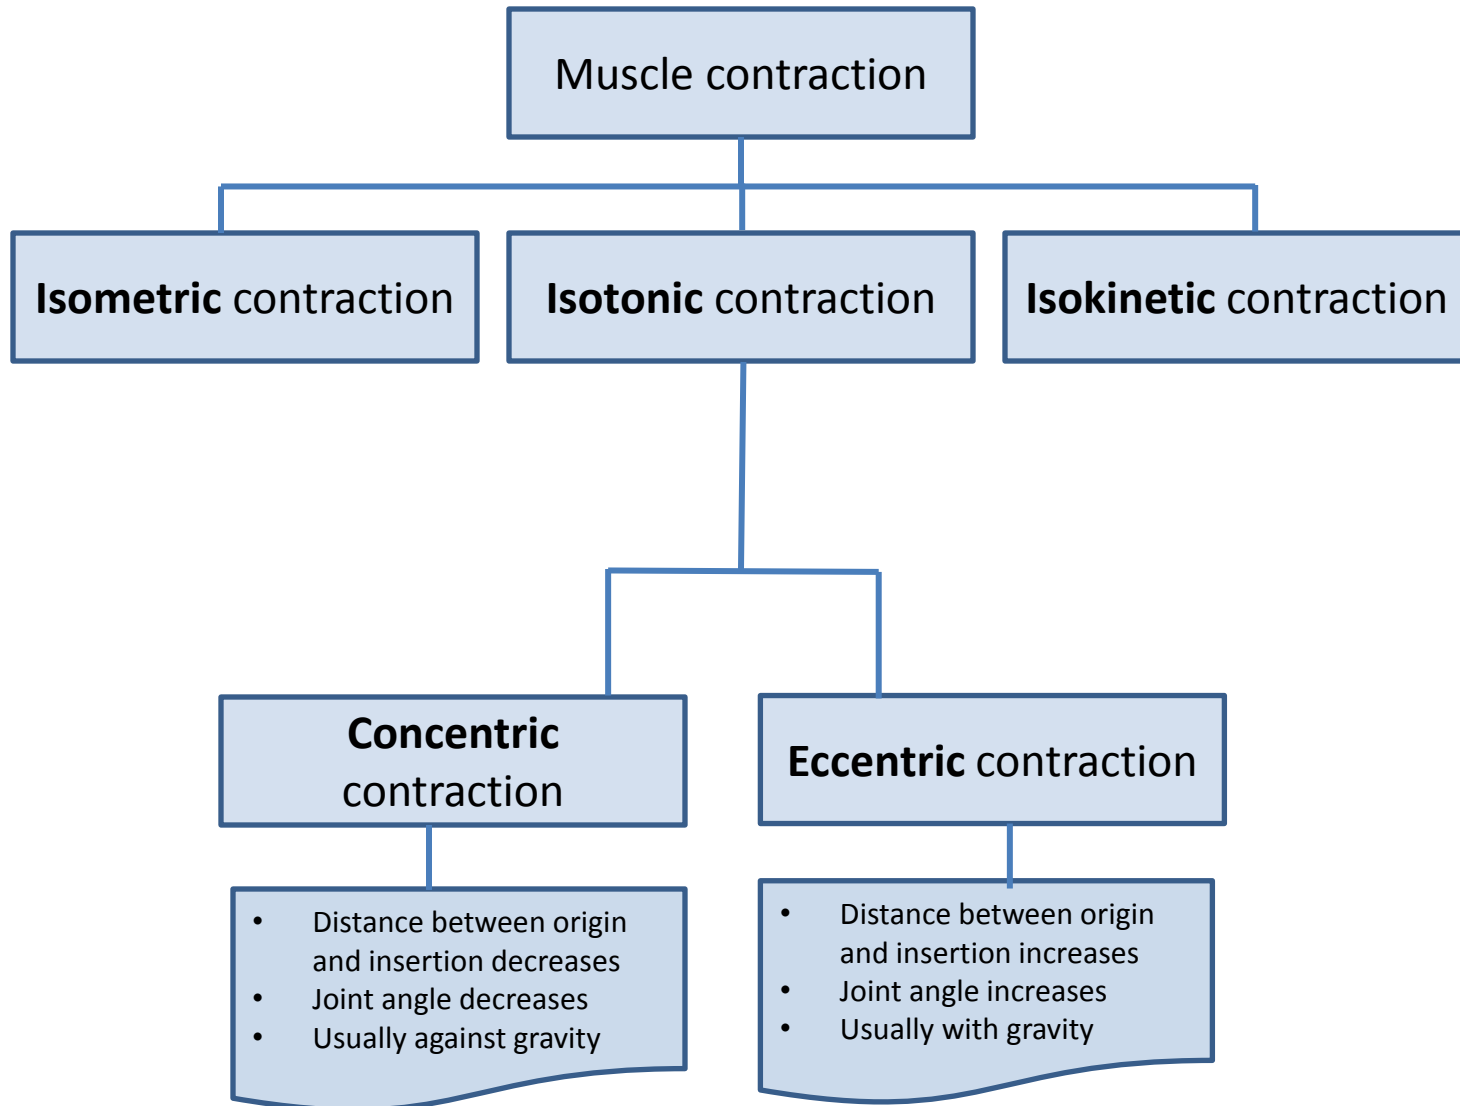 Muscle contraction
Isometric contraction
Isotonic contraction
Isokinetic contraction
Concentric
contraction
Eccentric contraction
• Distance between origin
and insertion decreases
• Joint angle decreases
• Usually against gravity
• Distance between origin
and insertion increases
• Joint angle increases
• Usually with gravity